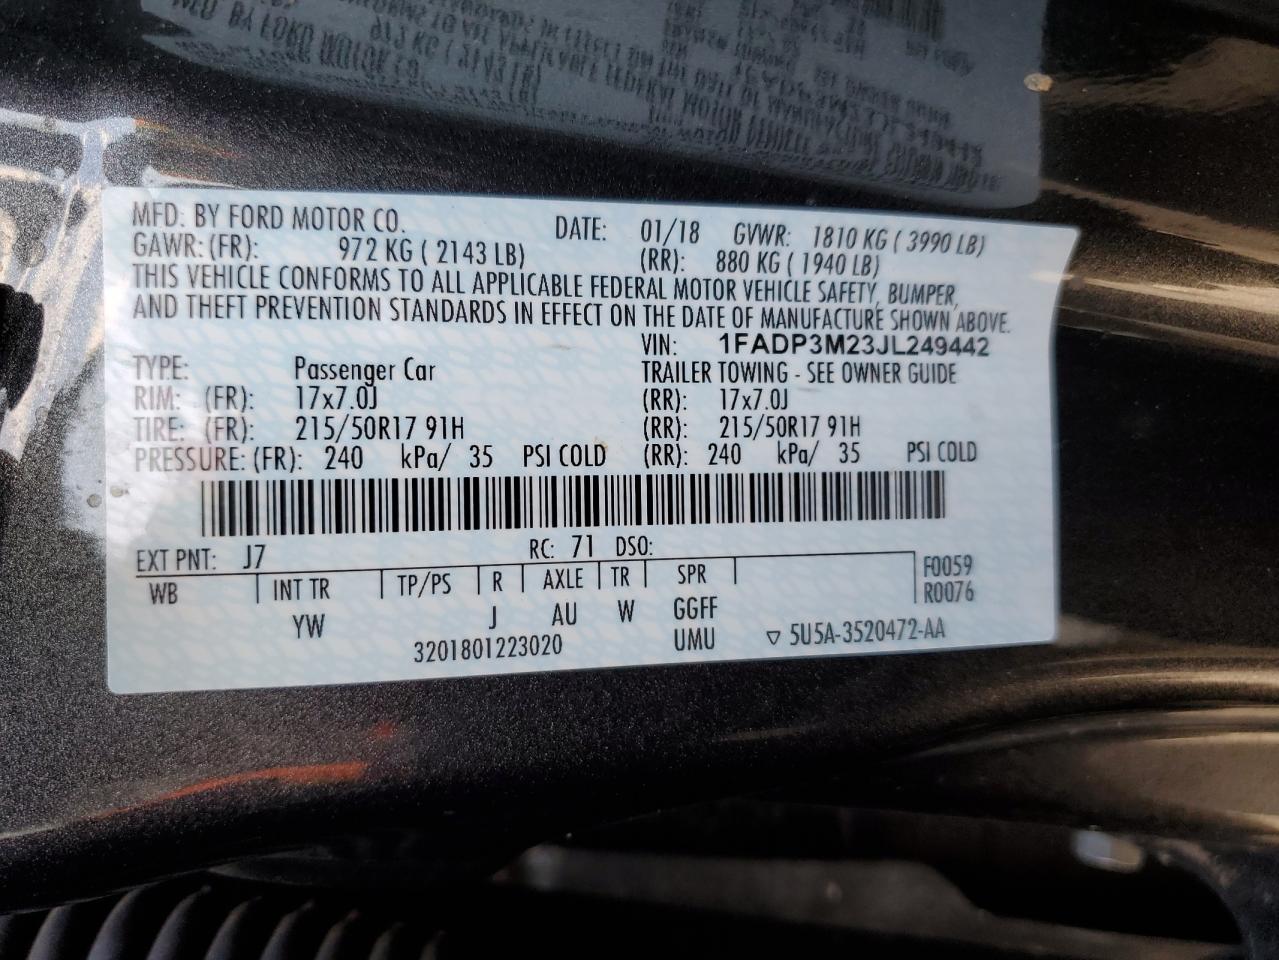 MFD. BY FORD MOTOR CO. DATE: 01/18 GVWR: 1810 KG ( 3990 LB)
GAWR: (FR): 972 KG ( 2143 LB) (RR): 880 KG ( 1940 LB)
THIS VEHICLE CONFORMS TO ALL APPLICABLE FEDERAL MOTOR VEHICLE SAFETY, BUMPER,
AND THEFT PREVENTION STANDARDS IN EFFECT ON THE DATE OF MANUFACTURE SHOWN ABOVE.
VIN: 1FADP3M23JL249442
TYPE: Passenger Car TRAILER TOWING - SEE OWNER GUIDE
RIM: (FR): 17x7.0J (RR): 17x7.0J
TIRE: (FR): 215/50R17 91H (RR): 215/50R17 91H
PRESSURE: (FR): 240 kPa/ 35 PSI COLD (RR): 240 kPa/ 35 PSI COLD
EXT PNT: J7 RC: 71 DSO:
WB INT TR TP/PS R AXLE TR SPR F0059
R0076
YW J AU W GGFF
3201801223020 UMU ▽ 5U5A-3520472-AA